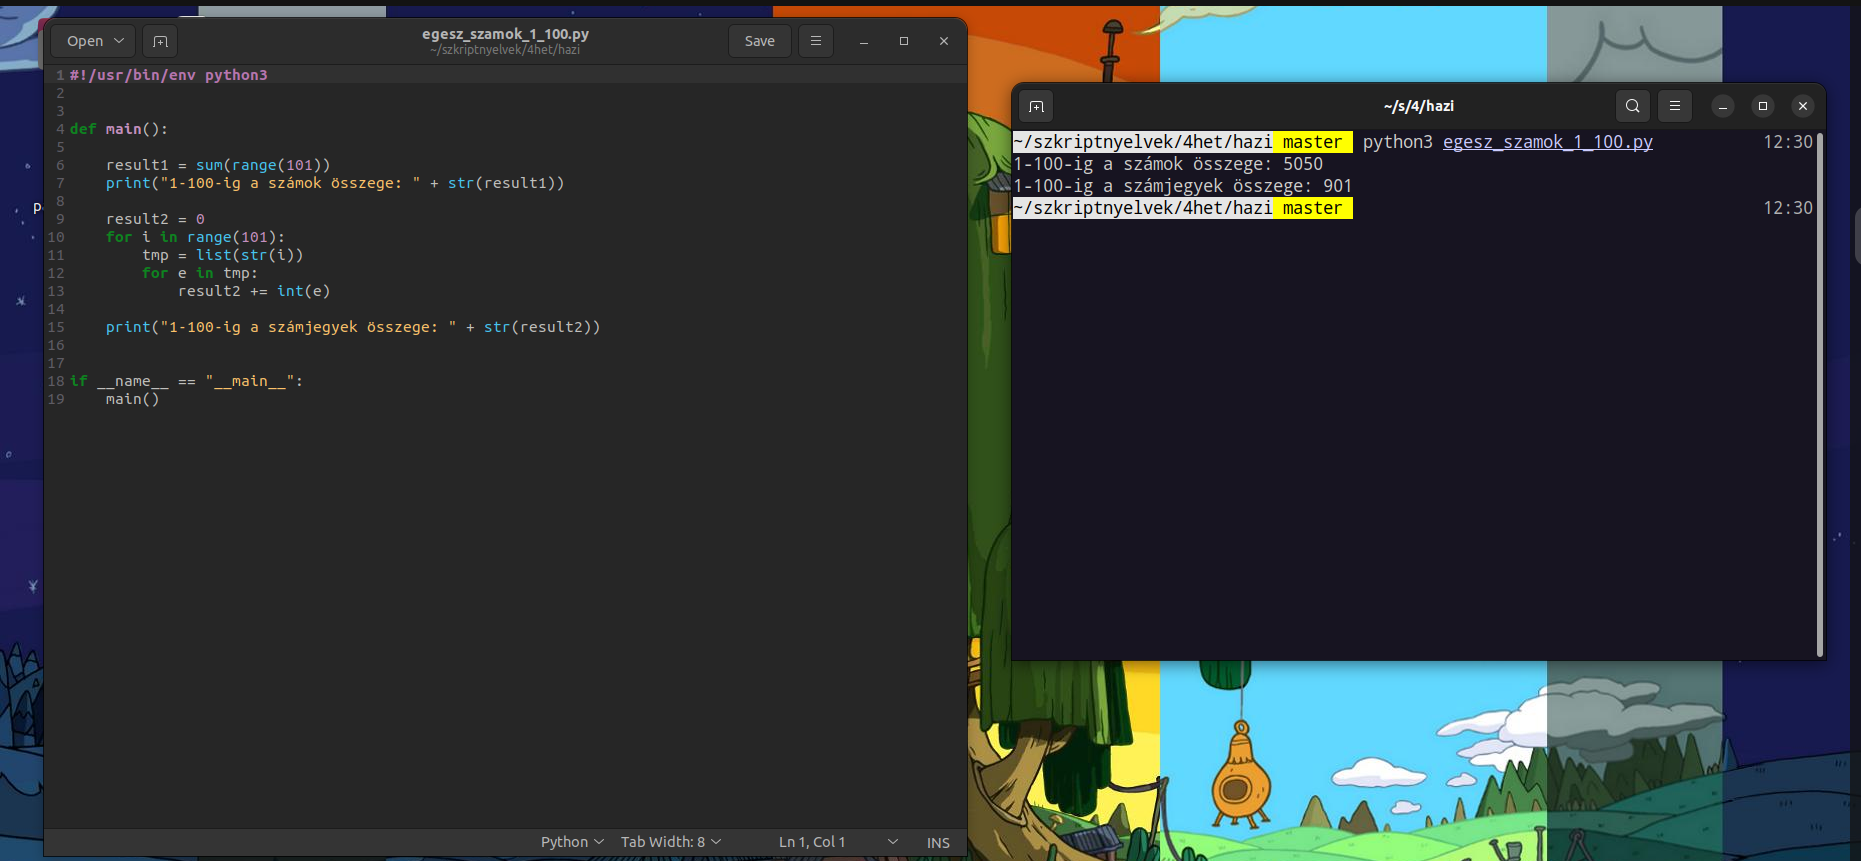 Open
egesz_szamok_1_100.py
~/szkriptnyelvek/4het/hazi
Save
1 #!/usr/bin/env python3
2
3
4 def main():
5
6     result1 = sum(range(101))
7     print("1-100-ig a számok összege: " + str(result1))
8
9     result2 = 0
10     for i in range(101):
11         tmp = list(str(i))
12         for e in tmp:
13             result2 += int(e)
14
15     print("1-100-ig a számjegyek összege: " + str(result2))
16
17
18 if __name__ == "__main__":
19     main()
Python
Tab Width: 8
Ln 1, Col 1
INS
~/s/4/hazi
~/szkriptnyelvek/4het/hazi master python3 egesz_szamok_1_100.py 12:30
1-100-ig a számok összege: 5050
1-100-ig a számjegyek összege: 901
~/szkriptnyelvek/4het/hazi master 12:30